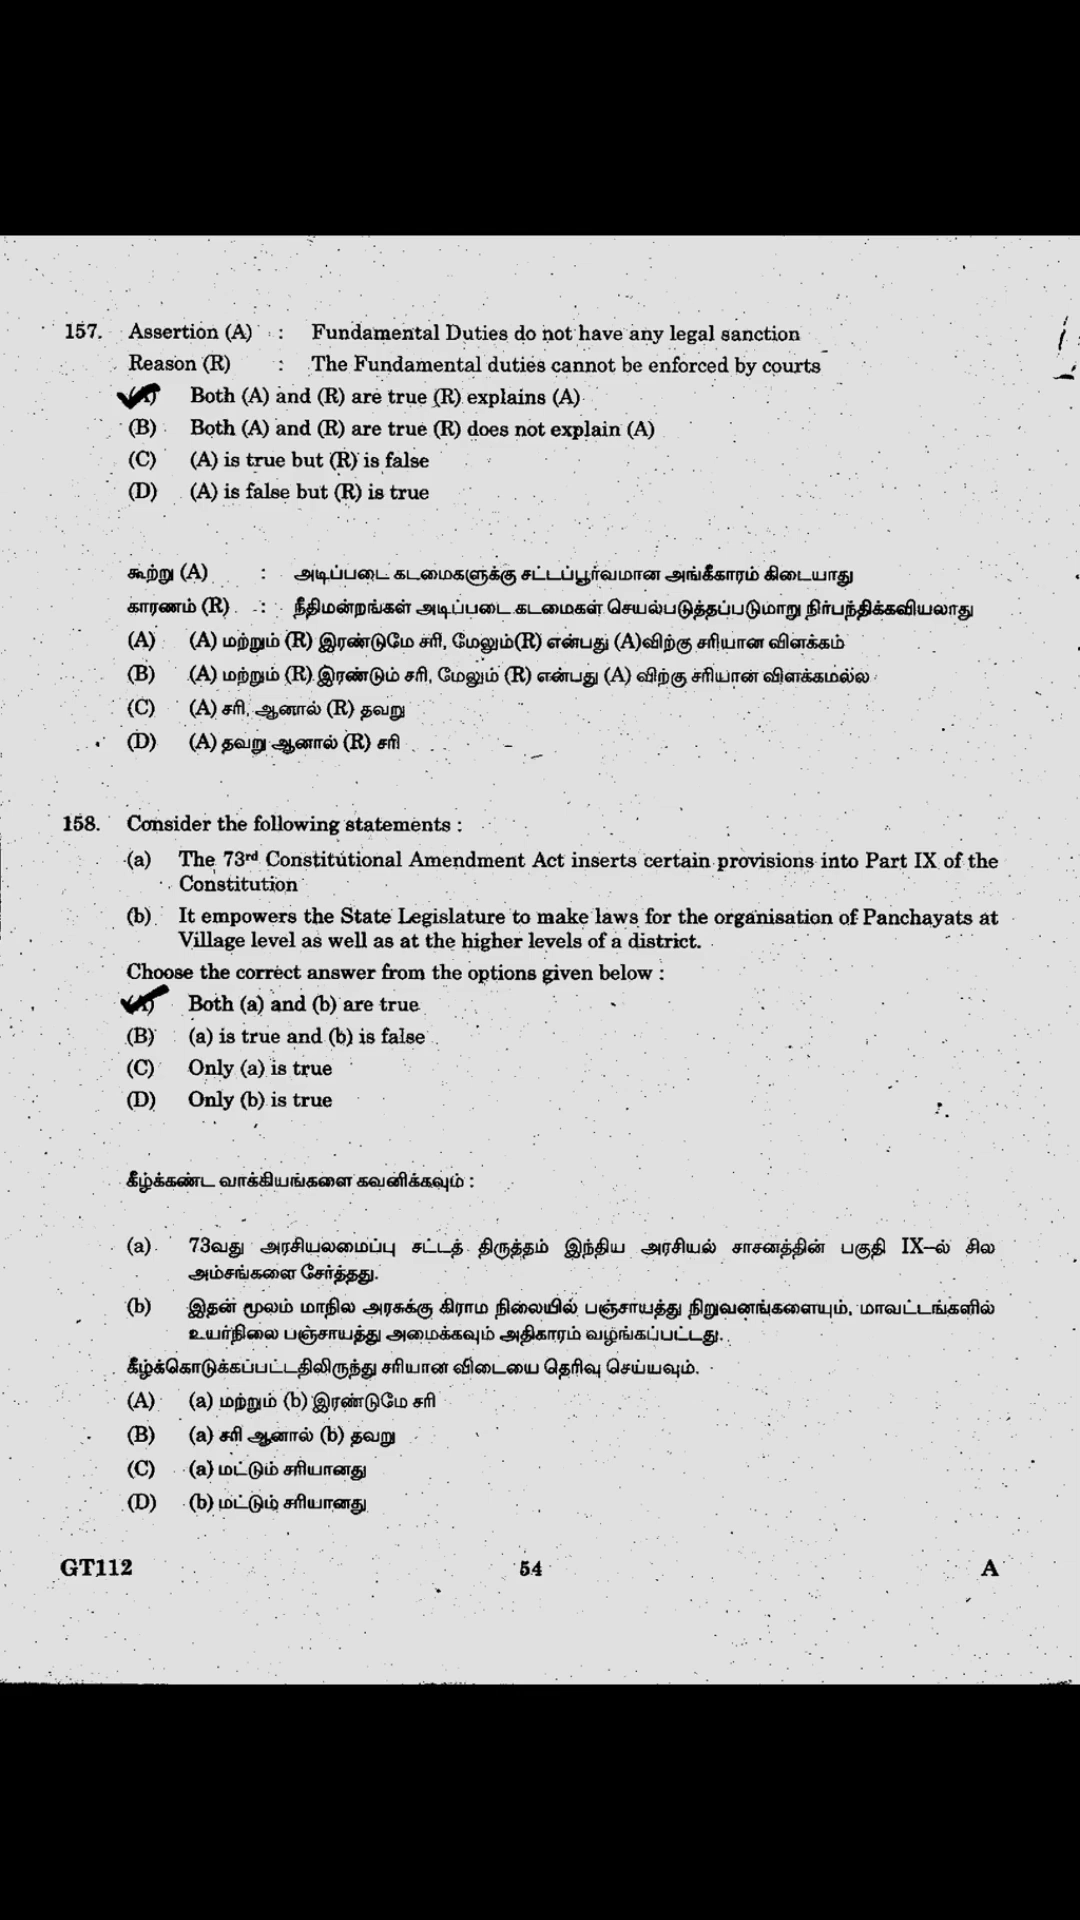 157. Assertion (A) : Fundamental Duties do not have any legal sanction
Reason (R) : The Fundamental duties cannot be enforced by courts
(A) Both (A) and (R) are true (R) explains (A)
(B) Both (A) and (R) are true (R) does not explain (A)
(C) (A) is true but (R) is false
(D) (A) is false but (R) is true
கூற்று (A) : அடிப்படை கடமைகளுக்கு சட்டப்பூர்வமான அங்கீகாரம் கிடையாது
காரணம் (R) : நீதிமன்றங்கள் அடிப்படை கடமைகள் செயல்படுத்தப்படுமாறு நிர்பந்திக்கவியலாது
(A) (A) மற்றும் (R) இரண்டுமே சரி, மேலும்(R) என்பது (A)விற்கு சரியான விளக்கம்
(B) (A) மற்றும் (R) இரண்டும் சரி, மேலும் (R) என்பது (A) விற்கு சரியான விளக்கமல்ல
(C) (A) சரி, ஆனால் (R) தவறு
(D) (A) தவறு ஆனால் (R) சரி
158. Consider the following statements :
(a) The 73rd Constitutional Amendment Act inserts certain provisions into Part IX of the
Constitution
(b) It empowers the State Legislature to make laws for the organisation of Panchayats at
Village level as well as at the higher levels of a district.
Choose the correct answer from the options given below :
(A) Both (a) and (b) are true
(B) (a) is true and (b) is false
(C) Only (a) is true
(D) Only (b) is true
கீழ்க்கண்ட வாக்கியங்களை கவனிக்கவும் :
(a) 73வது அரசியலமைப்பு சட்டத் திருத்தம் இந்திய அரசியல் சாசனத்தின் பகுதி IX–ல் சில
அம்சங்களை சேர்த்தது.
(b) இதன் மூலம் மாநில அரசுக்கு கிராம நிலையில் பஞ்சாயத்து நிறுவனங்களையும், மாவட்டங்களில்
உயர்நிலை பஞ்சாயத்து அமைக்கவும் அதிகாரம் வழங்கப்பட்டது.
கீழ்க்கொடுக்கப்பட்டதிலிருந்து சரியான விடையை தெரிவு செய்யவும்.
(A) (a) மற்றும் (b) இரண்டுமே சரி
(B) (a) சரி ஆனால் (b) தவறு
(C) (a) மட்டும் சரியானது
(D) (b) மட்டும் சரியானது
GT112 54 A